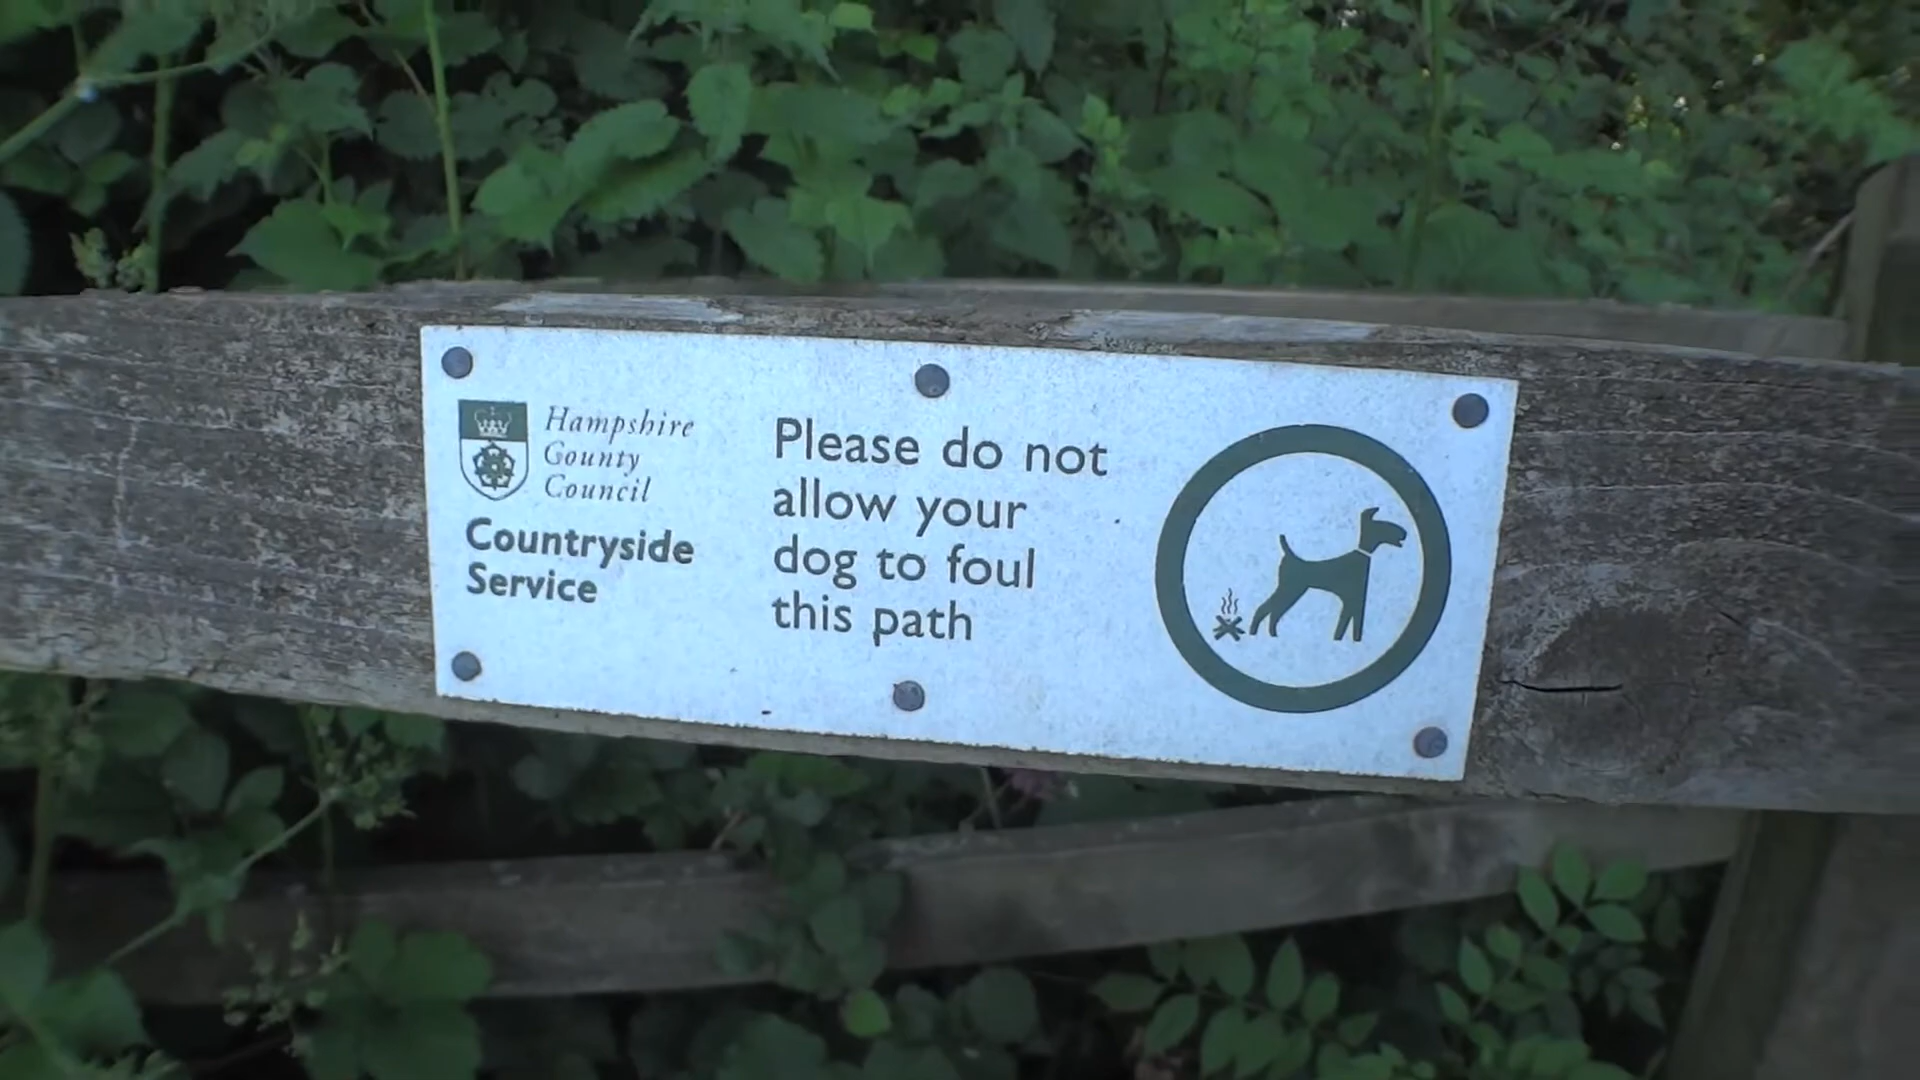 Hampshire
County
Council
Countryside
Service
Please do not
allow your
dog to foul
this path